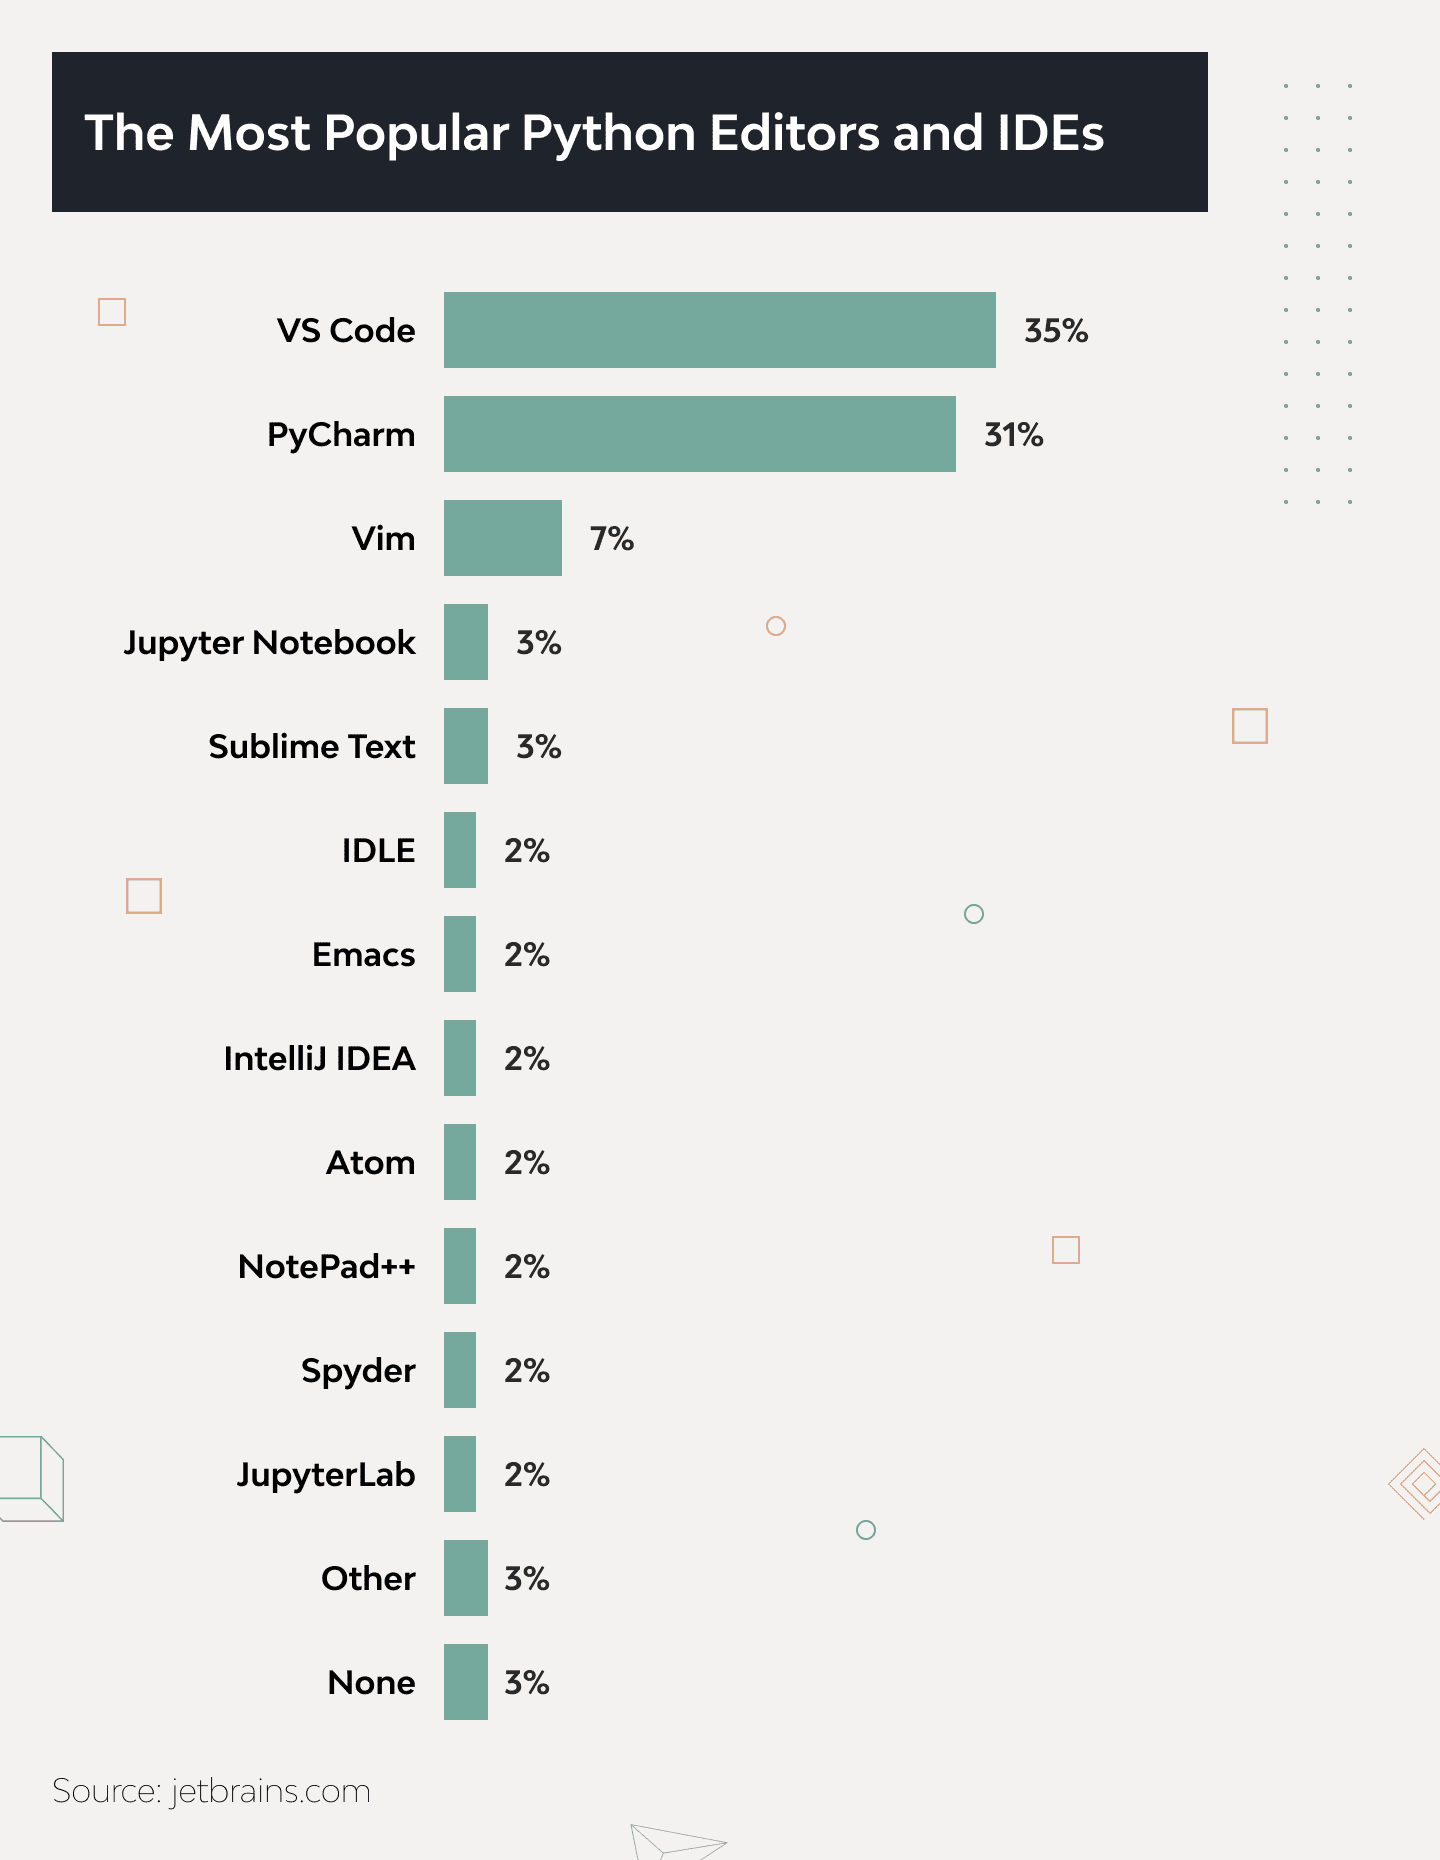 The Most Popular Python Editors and IDEs
VS Code 35%
PyCharm 31%
Vim 7%
Jupyter Notebook 3%
Sublime Text 3%
IDLE 2%
Emacs 2%
IntelliJ IDEA 2%
Atom 2%
NotePad++ 2%
Spyder 2%
JupyterLab 2%
Other 3%
None 3%
Source: jetbrains.com